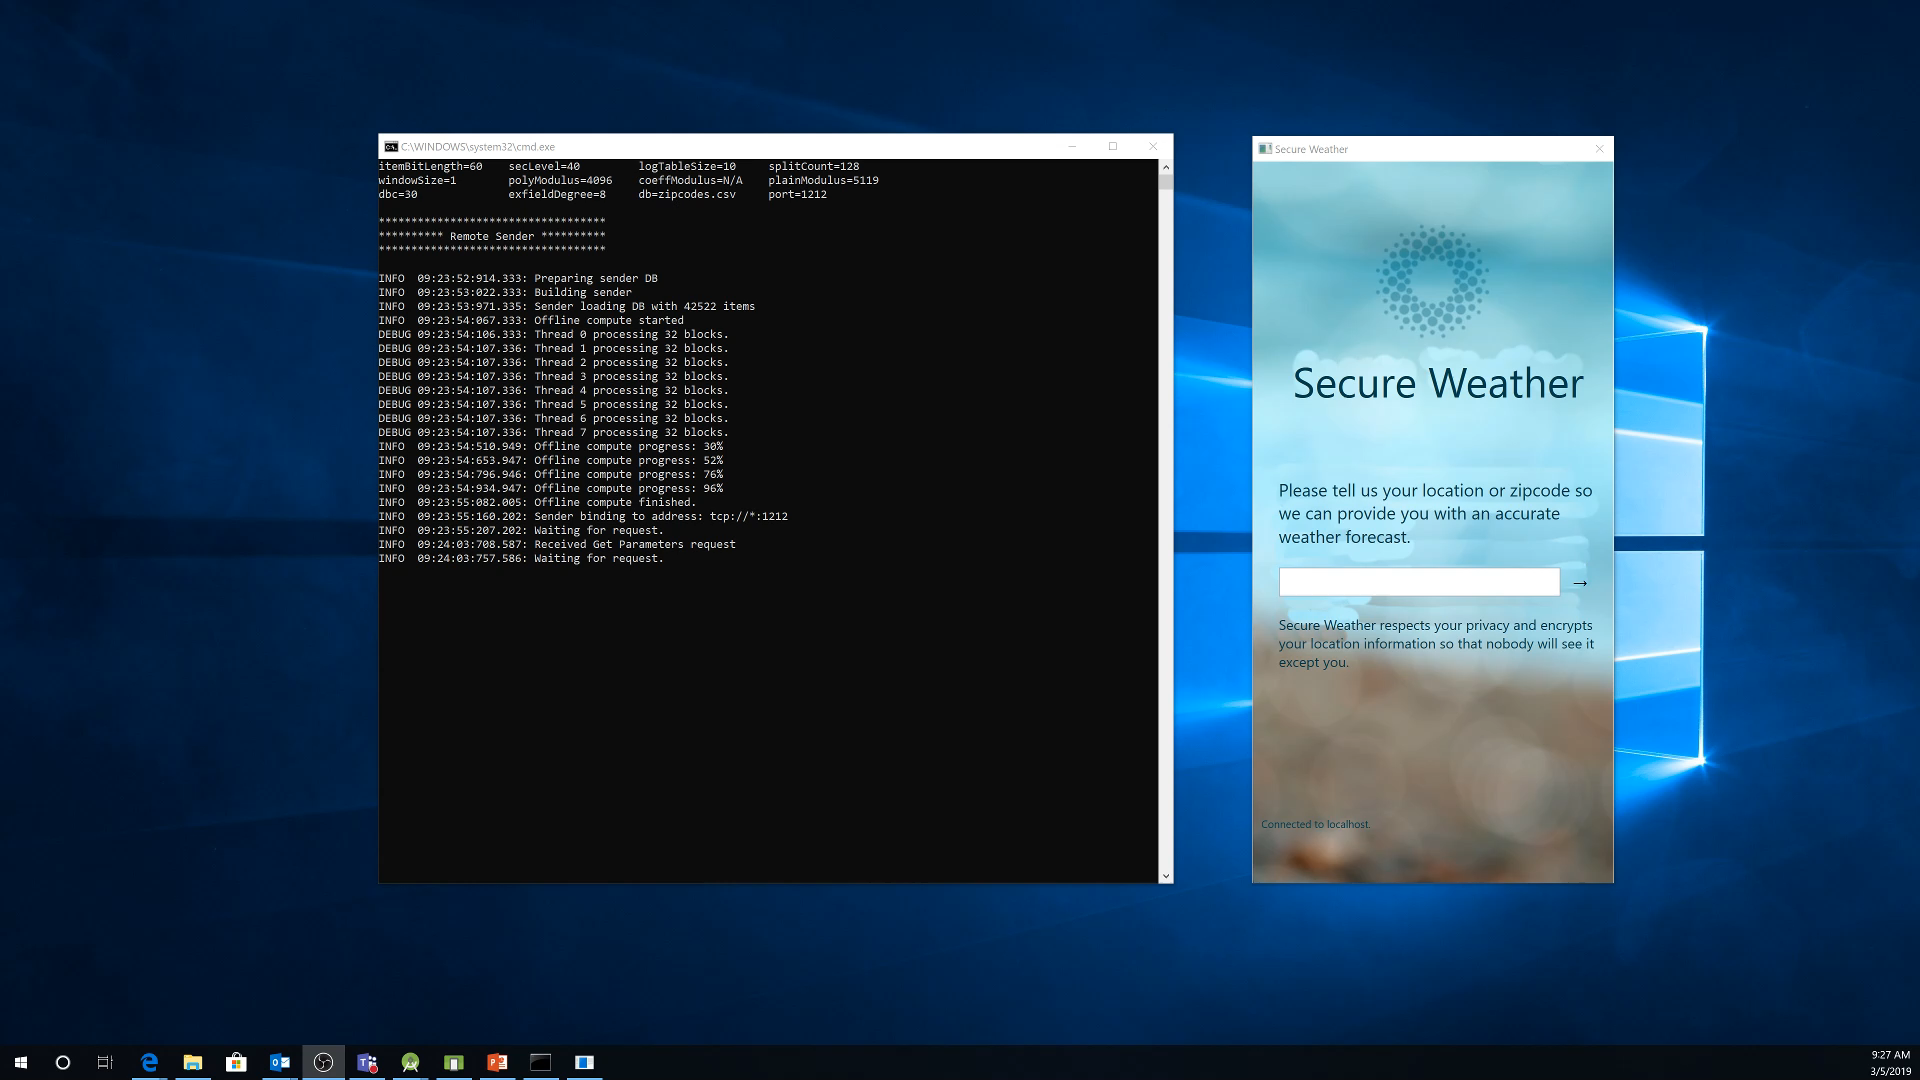 C:\WINDOWS\system32\cmd.exe
itemBitLength=60 secLevel=40 logTableSize=10 splitCount=128
windowSize=1 polyModulus=4096 coeffModulus=N/A plainModulus=5119
dbc=30 exfieldDegree=8 db=zipcodes.csv port=1212
***********************************
********** Remote Sender **********
***********************************
INFO 09:23:52:914.333: Preparing sender DB
INFO 09:23:53:022.333: Building sender
INFO 09:23:53:971.335: Sender loading DB with 42522 items
INFO 09:23:54:067.333: Offline compute started
DEBUG 09:23:54:106.333: Thread 0 processing 32 blocks.
DEBUG 09:23:54:107.336: Thread 1 processing 32 blocks.
DEBUG 09:23:54:107.336: Thread 2 processing 32 blocks.
DEBUG 09:23:54:107.336: Thread 3 processing 32 blocks.
DEBUG 09:23:54:107.336: Thread 4 processing 32 blocks.
DEBUG 09:23:54:107.336: Thread 5 processing 32 blocks.
DEBUG 09:23:54:107.336: Thread 6 processing 32 blocks.
DEBUG 09:23:54:107.336: Thread 7 processing 32 blocks.
INFO 09:23:54:510.949: Offline compute progress: 30%
INFO 09:23:54:653.947: Offline compute progress: 52%
INFO 09:23:54:796.946: Offline compute progress: 76%
INFO 09:23:54:934.947: Offline compute progress: 96%
INFO 09:23:55:082.005: Offline compute finished.
INFO 09:23:55:160.202: Sender binding to address: tcp://*:1212
INFO 09:23:55:207.202: Waiting for request.
INFO 09:24:03:708.587: Received Get Parameters request
INFO 09:24:03:757.586: Waiting for request.
Secure Weather
Secure Weather
Please tell us your location or zipcode so
we can provide you with an accurate
weather forecast.
→
Secure Weather respects your privacy and encrypts
your location information so that nobody will see it
except you.
Connected to localhost.
9:27 AM
3/5/2019